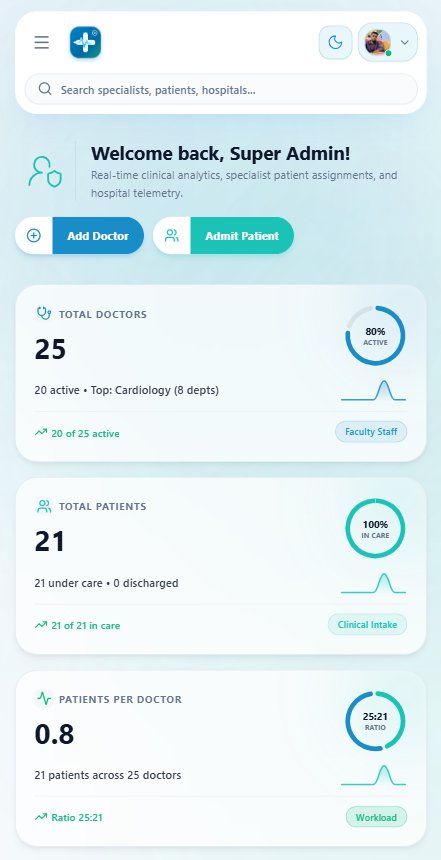 Search specialists, patients, hospitals...
Welcome back, Super Admin!
Real-time clinical analytics, specialist patient assignments, and
hospital telemetry.
Add Doctor
Admit Patient
TOTAL DOCTORS
25
80%
ACTIVE
20 active • Top: Cardiology (8 depts)
20 of 25 active
Faculty Staff
TOTAL PATIENTS
21
100%
IN CARE
21 under care • 0 discharged
21 of 21 in care
Clinical Intake
PATIENTS PER DOCTOR
0.8
25:21
RATIO
21 patients across 25 doctors
Ratio 25:21
Workload